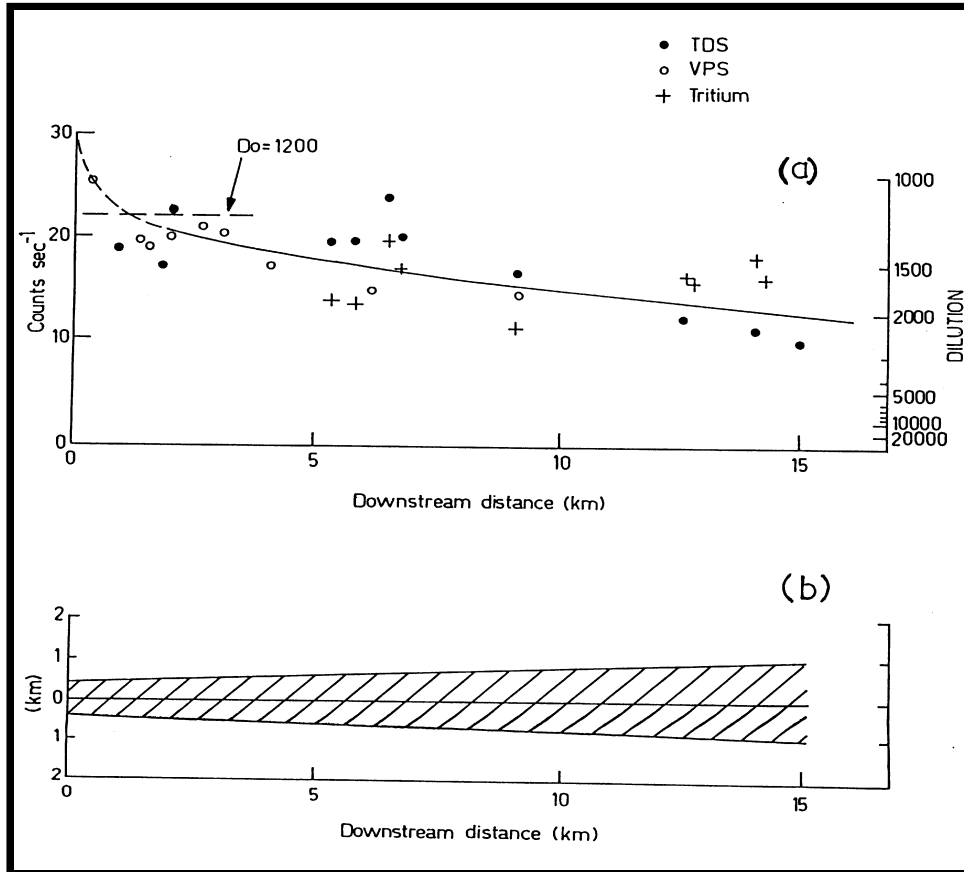 TDS
VPS
Tritium
Do=1200
(a)
30
20
10
0
Counts sec⁻¹
1000
1500
2000
5000
10000
20000
DILUTION
0 5 10 15
Downstream distance (km)
(b)
2
1
0
1
2
(km)
0 5 10 15
Downstream distance (km)